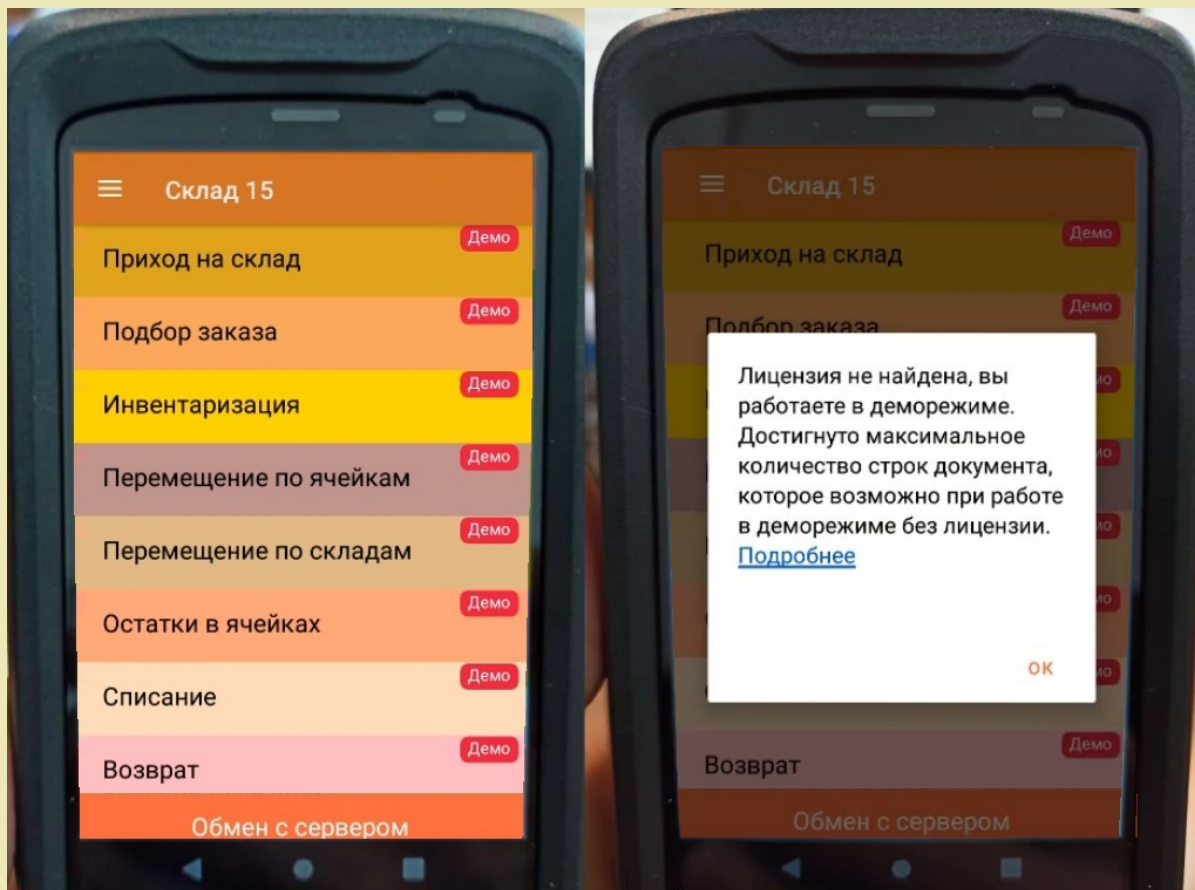 Склад 15
Демо
Приход на склад
Демо
Подбор заказа
Демо
Инвентаризация
Демо
Перемещение по ячейкам
Демо
Перемещение по складам
Демо
Остатки в ячейках
Демо
Списание
Демо
Возврат
Обмен с сервером
Склад 15
Демо
Приход на склад
Демо
Подбор заказа
Лицензия не найдена, вы
работаете в деморежиме.
Достигнуто максимальное
количество строк документа,
которое возможно при работе
в деморежиме без лицензии.
Подробнее
ОК
Демо
Возврат
Обмен с сервером